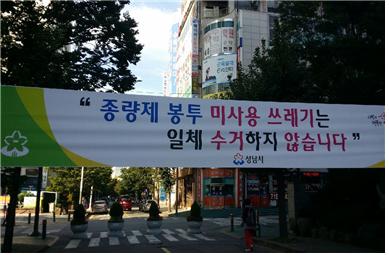 “ 종량제 봉투 미사용 쓰레기는
일체 수거하지 않습니다 ”
성남시